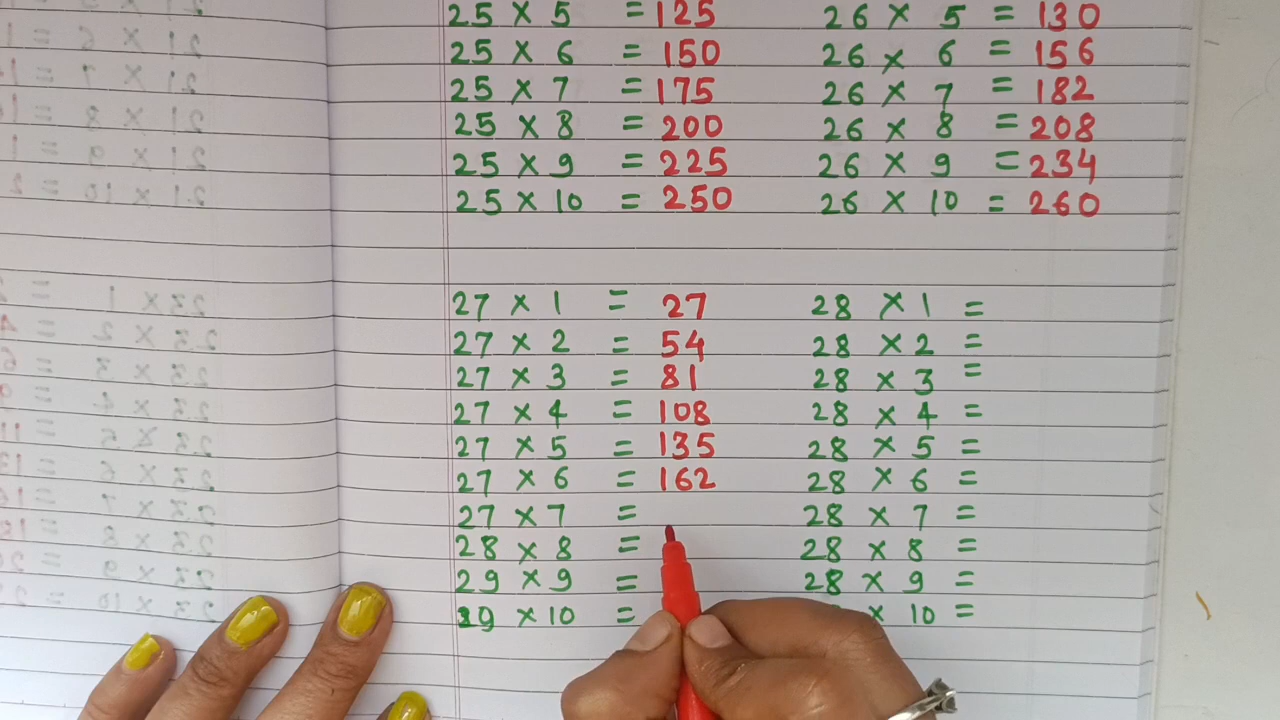 25 × 5 = 125
25 × 6 = 150
25 × 7 = 175
25 × 8 = 200
25 × 9 = 225
25 × 10 = 250
26 × 5 = 130
26 × 6 = 156
26 × 7 = 182
26 × 8 = 208
26 × 9 = 234
26 × 10 = 260
27 × 1 = 27
27 × 2 = 54
27 × 3 = 81
27 × 4 = 108
27 × 5 = 135
27 × 6 = 162
27 × 7 =
28 × 8 =
29 × 9 =
29 × 10 =
28 × 1 =
28 × 2 =
28 × 3 =
28 × 4 =
28 × 5 =
28 × 6 =
28 × 7 =
28 × 8 =
28 × 9 =
× 10 =